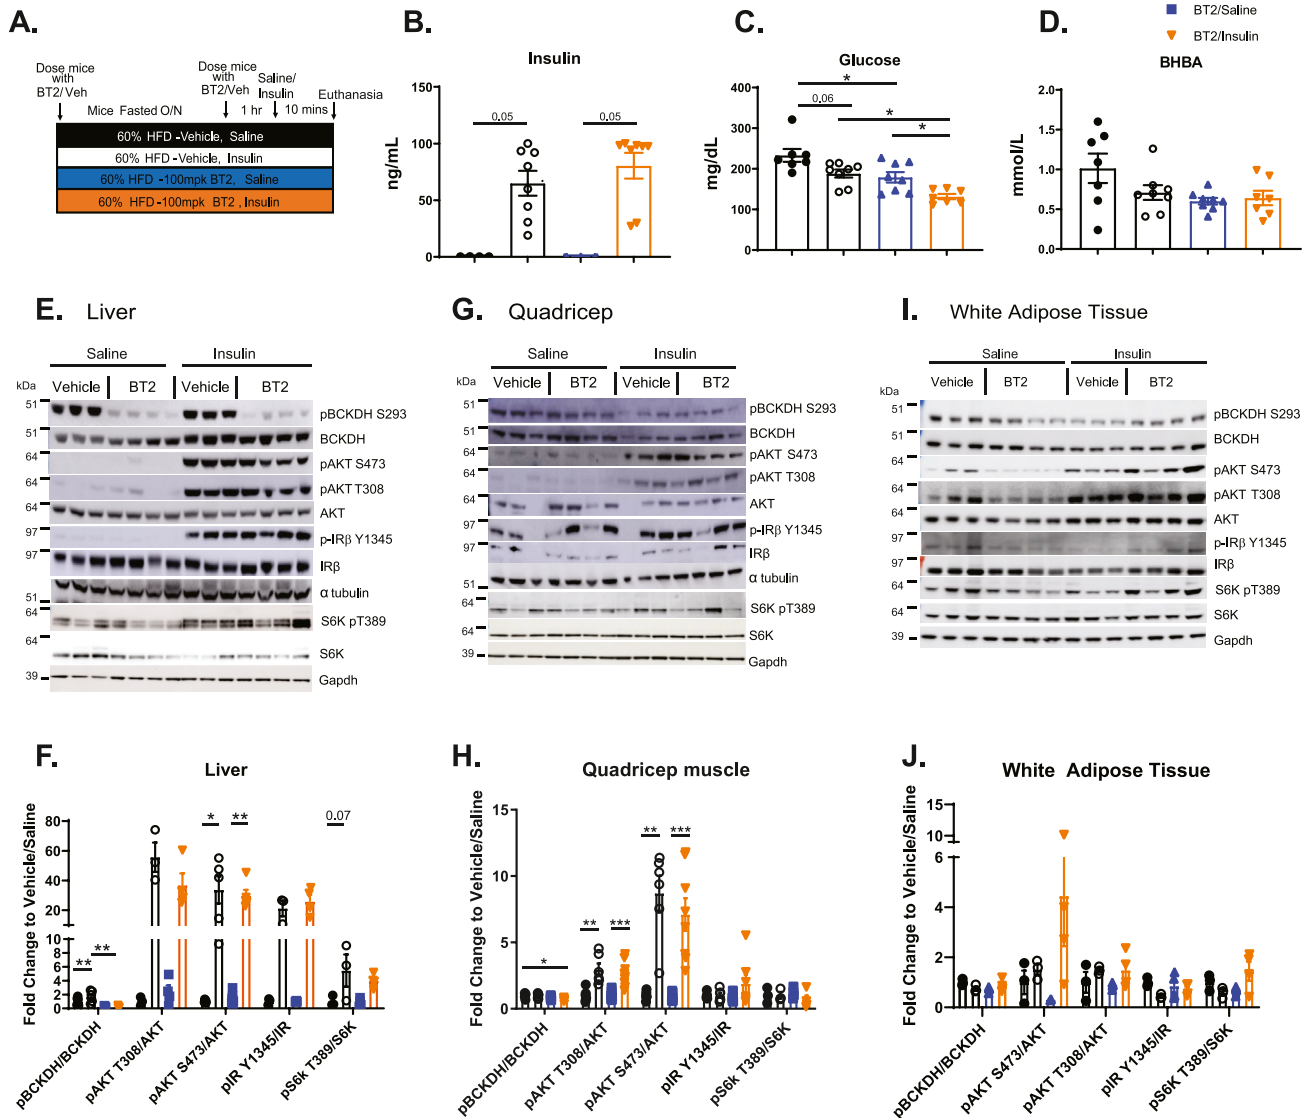 A.
Dose mice
with
BT2/Veh
Dose mice
with
BT2/Veh
Saline/
Insulin
Euthanasia
Mice Fasted O/N
1 hr
10 mins
60% HFD -Vehicle, Saline
60% HFD -Vehicle, Insulin
60% HFD -100mpk BT2, Saline
60% HFD -100mpk BT2, Insulin
B.
Insulin
ng/mL
150
100
50
0
0.05
0.05
C.
Glucose
mg/dL
400
300
200
100
0
*
0.06
*
*
BT2/Saline
BT2/Insulin
D.
BHBA
mmol/L
2.0
1.5
1.0
0.5
0.0
E. Liver
Saline Insulin
kDa
Vehicle BT2 Vehicle BT2
51 pBCKDH S293
51 BCKDH
64 pAKT S473
64 pAKT T308
64 AKT
97 p-IRβ Y1345
97 IRβ
α tubulin
51
64 S6K pT389
64 S6K
39 Gapdh
G. Quadricep
Saline Insulin
kDa
Vehicle BT2 Vehicle BT2
51 pBCKDH S293
51 BCKDH
64 pAKT S473
64 pAKT T308
64 AKT
97 p-IRβ Y1345
97 IRβ
51 α tubulin
64 S6K pT389
64 S6K
39 Gapdh
I. White Adipose Tissue
Saline Insulin
kDa
Vehicle BT2 Vehicle BT2
51 pBCKDH S293
51 BCKDH
64 pAKT S473
64 pAKT T308
64 AKT
97 p-IRβ Y1345
97 IRβ
64 S6K pT389
64 S6K
39 Gapdh
F.
Liver
Fold Change to Vehicle/Saline
80
60
40
20
8
6
4
2
0
**
**
*
**
0.07
pBCKDH/BCKDH
pAKT T308/AKT
pAKT S473/AKT
pIR Y1345/IR
pS6K T389/S6K
H.
Quadricep muscle
Fold Change to Vehicle/Saline
15
10
5
0
*
**
***
**
***
pBCKDH/BCKDH
pAKT T308/AKT
pAKT S473/AKT
pIR Y1345/IR
pS6k T389/S6K
J.
White Adipose Tissue
Fold Change to Vehicle/Saline
15
10
6
4
2
0
pBCKDH/BCKDH
pAKT S473/AKT
pAKT T308/AKT
pIR Y1345/IR
pS6K T389/S6K